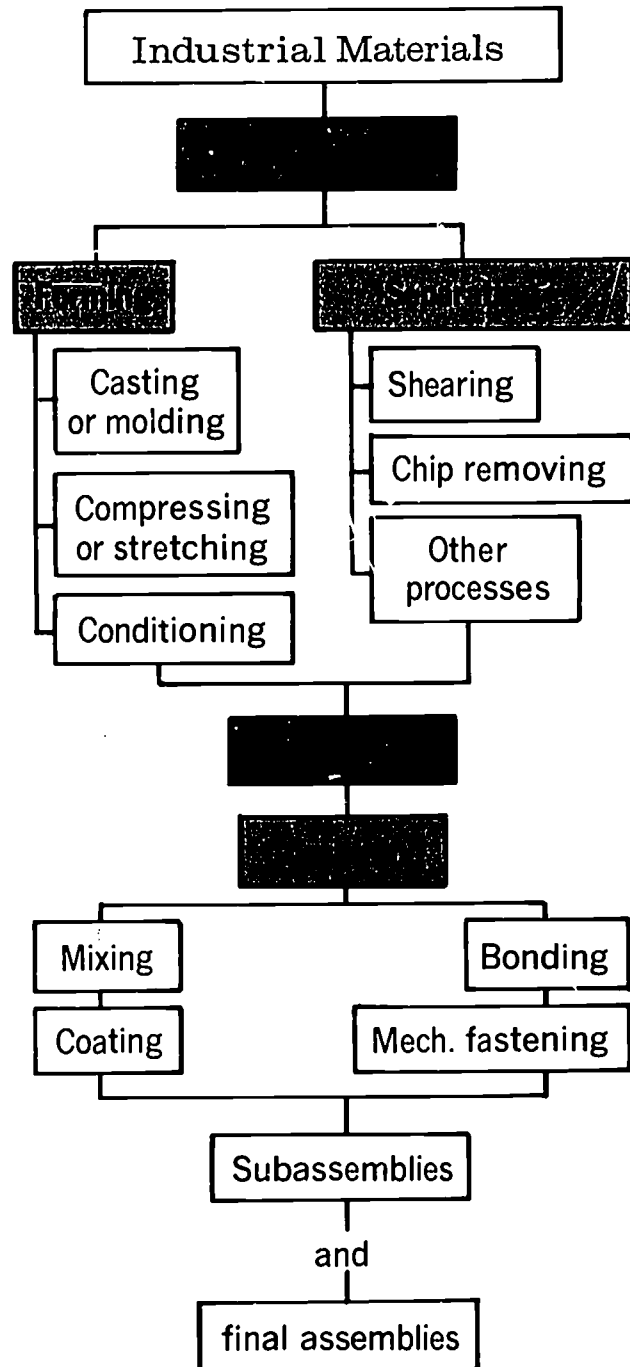 Industrial Materials
Forming
Casting
or molding
Compressing
or stretching
Conditioning
Shearing
Chip removing
Other
processes
Mixing
Coating
Bonding
Mech. fastening
Subassemblies
and
final assemblies